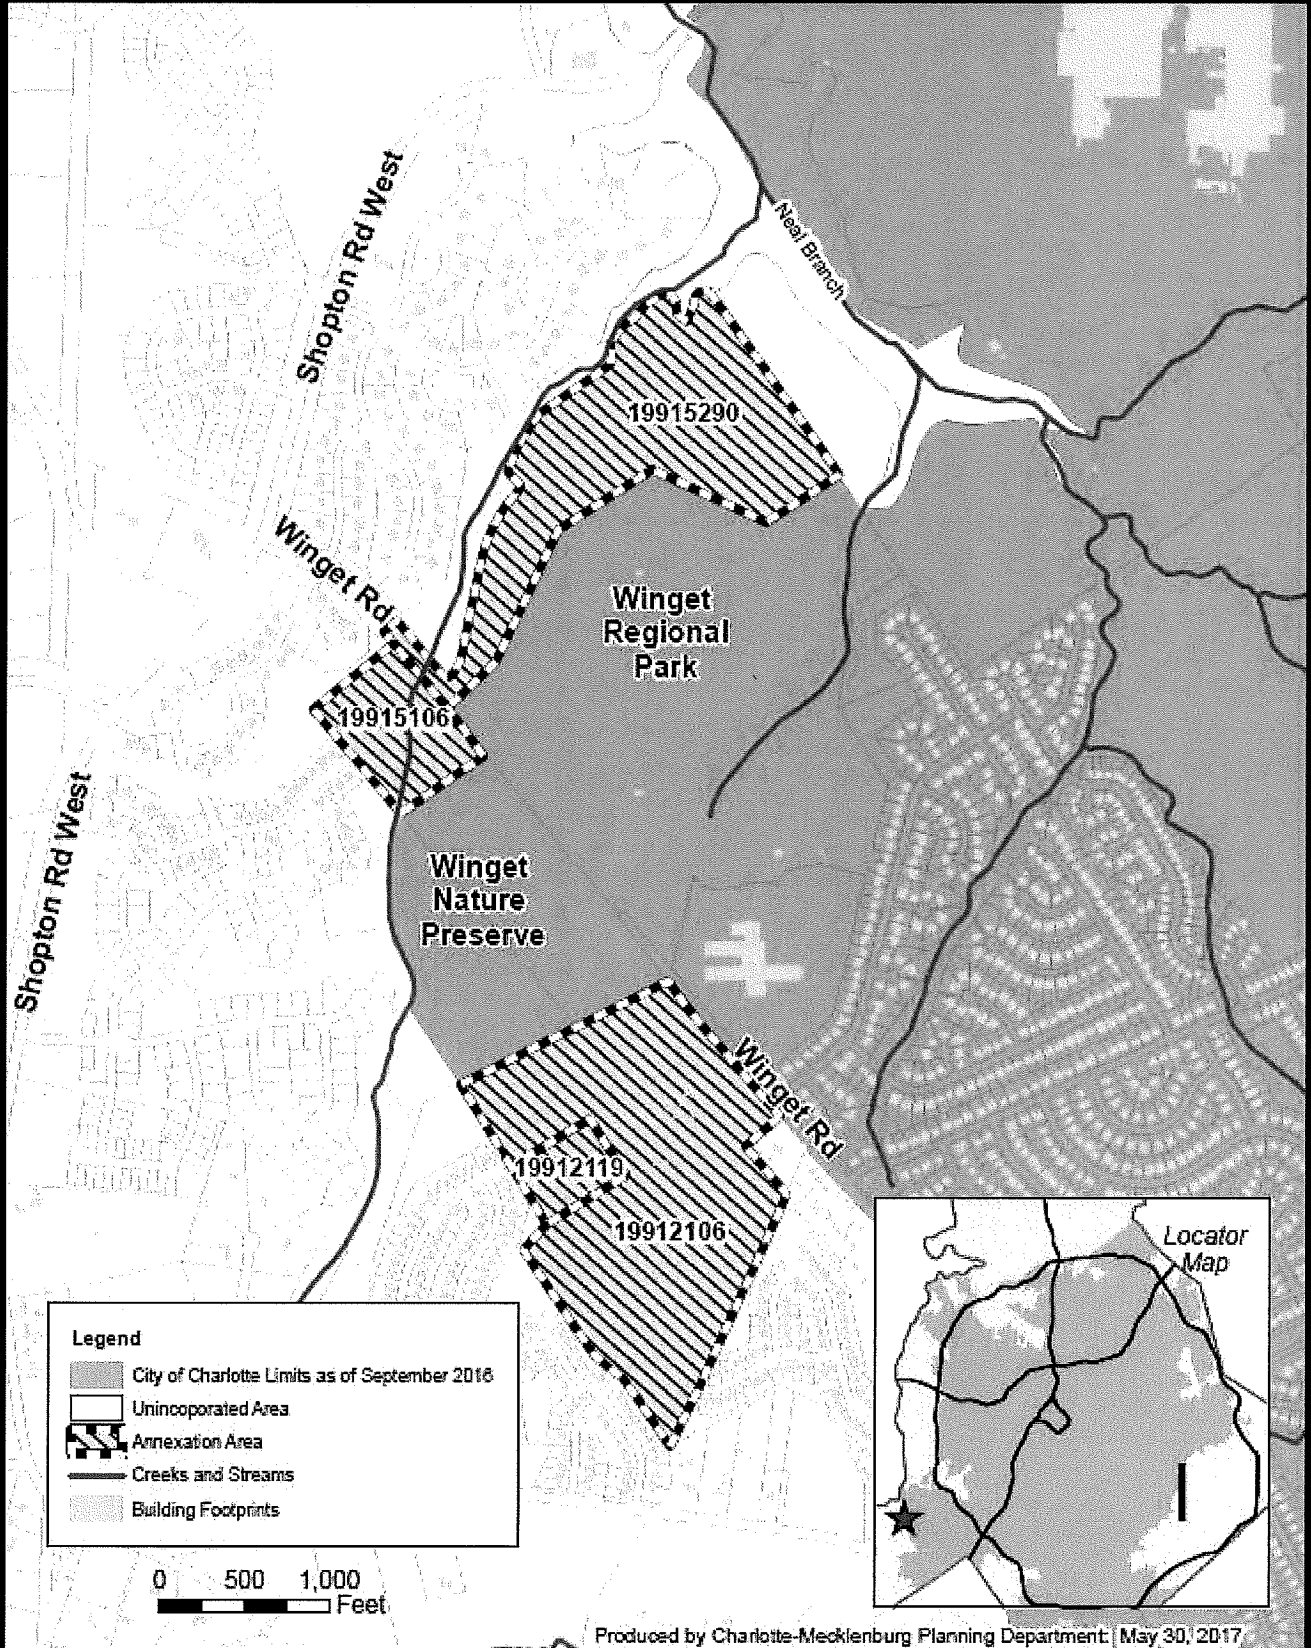 Shopton Rd West
Neal Branch
19915290
Winget Rd
Winget
Regional
Park
19915106
Shopton Rd West
Winget
Nature
Preserve
Winget Rd
19912119
19912106
Locator
Map
Legend
City of Charlotte Limits as of September 2016
Unincoporated Area
Annexation Area
Creeks and Streams
Building Footprints
0 500 1,000
Feet
Produced by Charlotte-Mecklenburg Planning Department, May 30, 2017